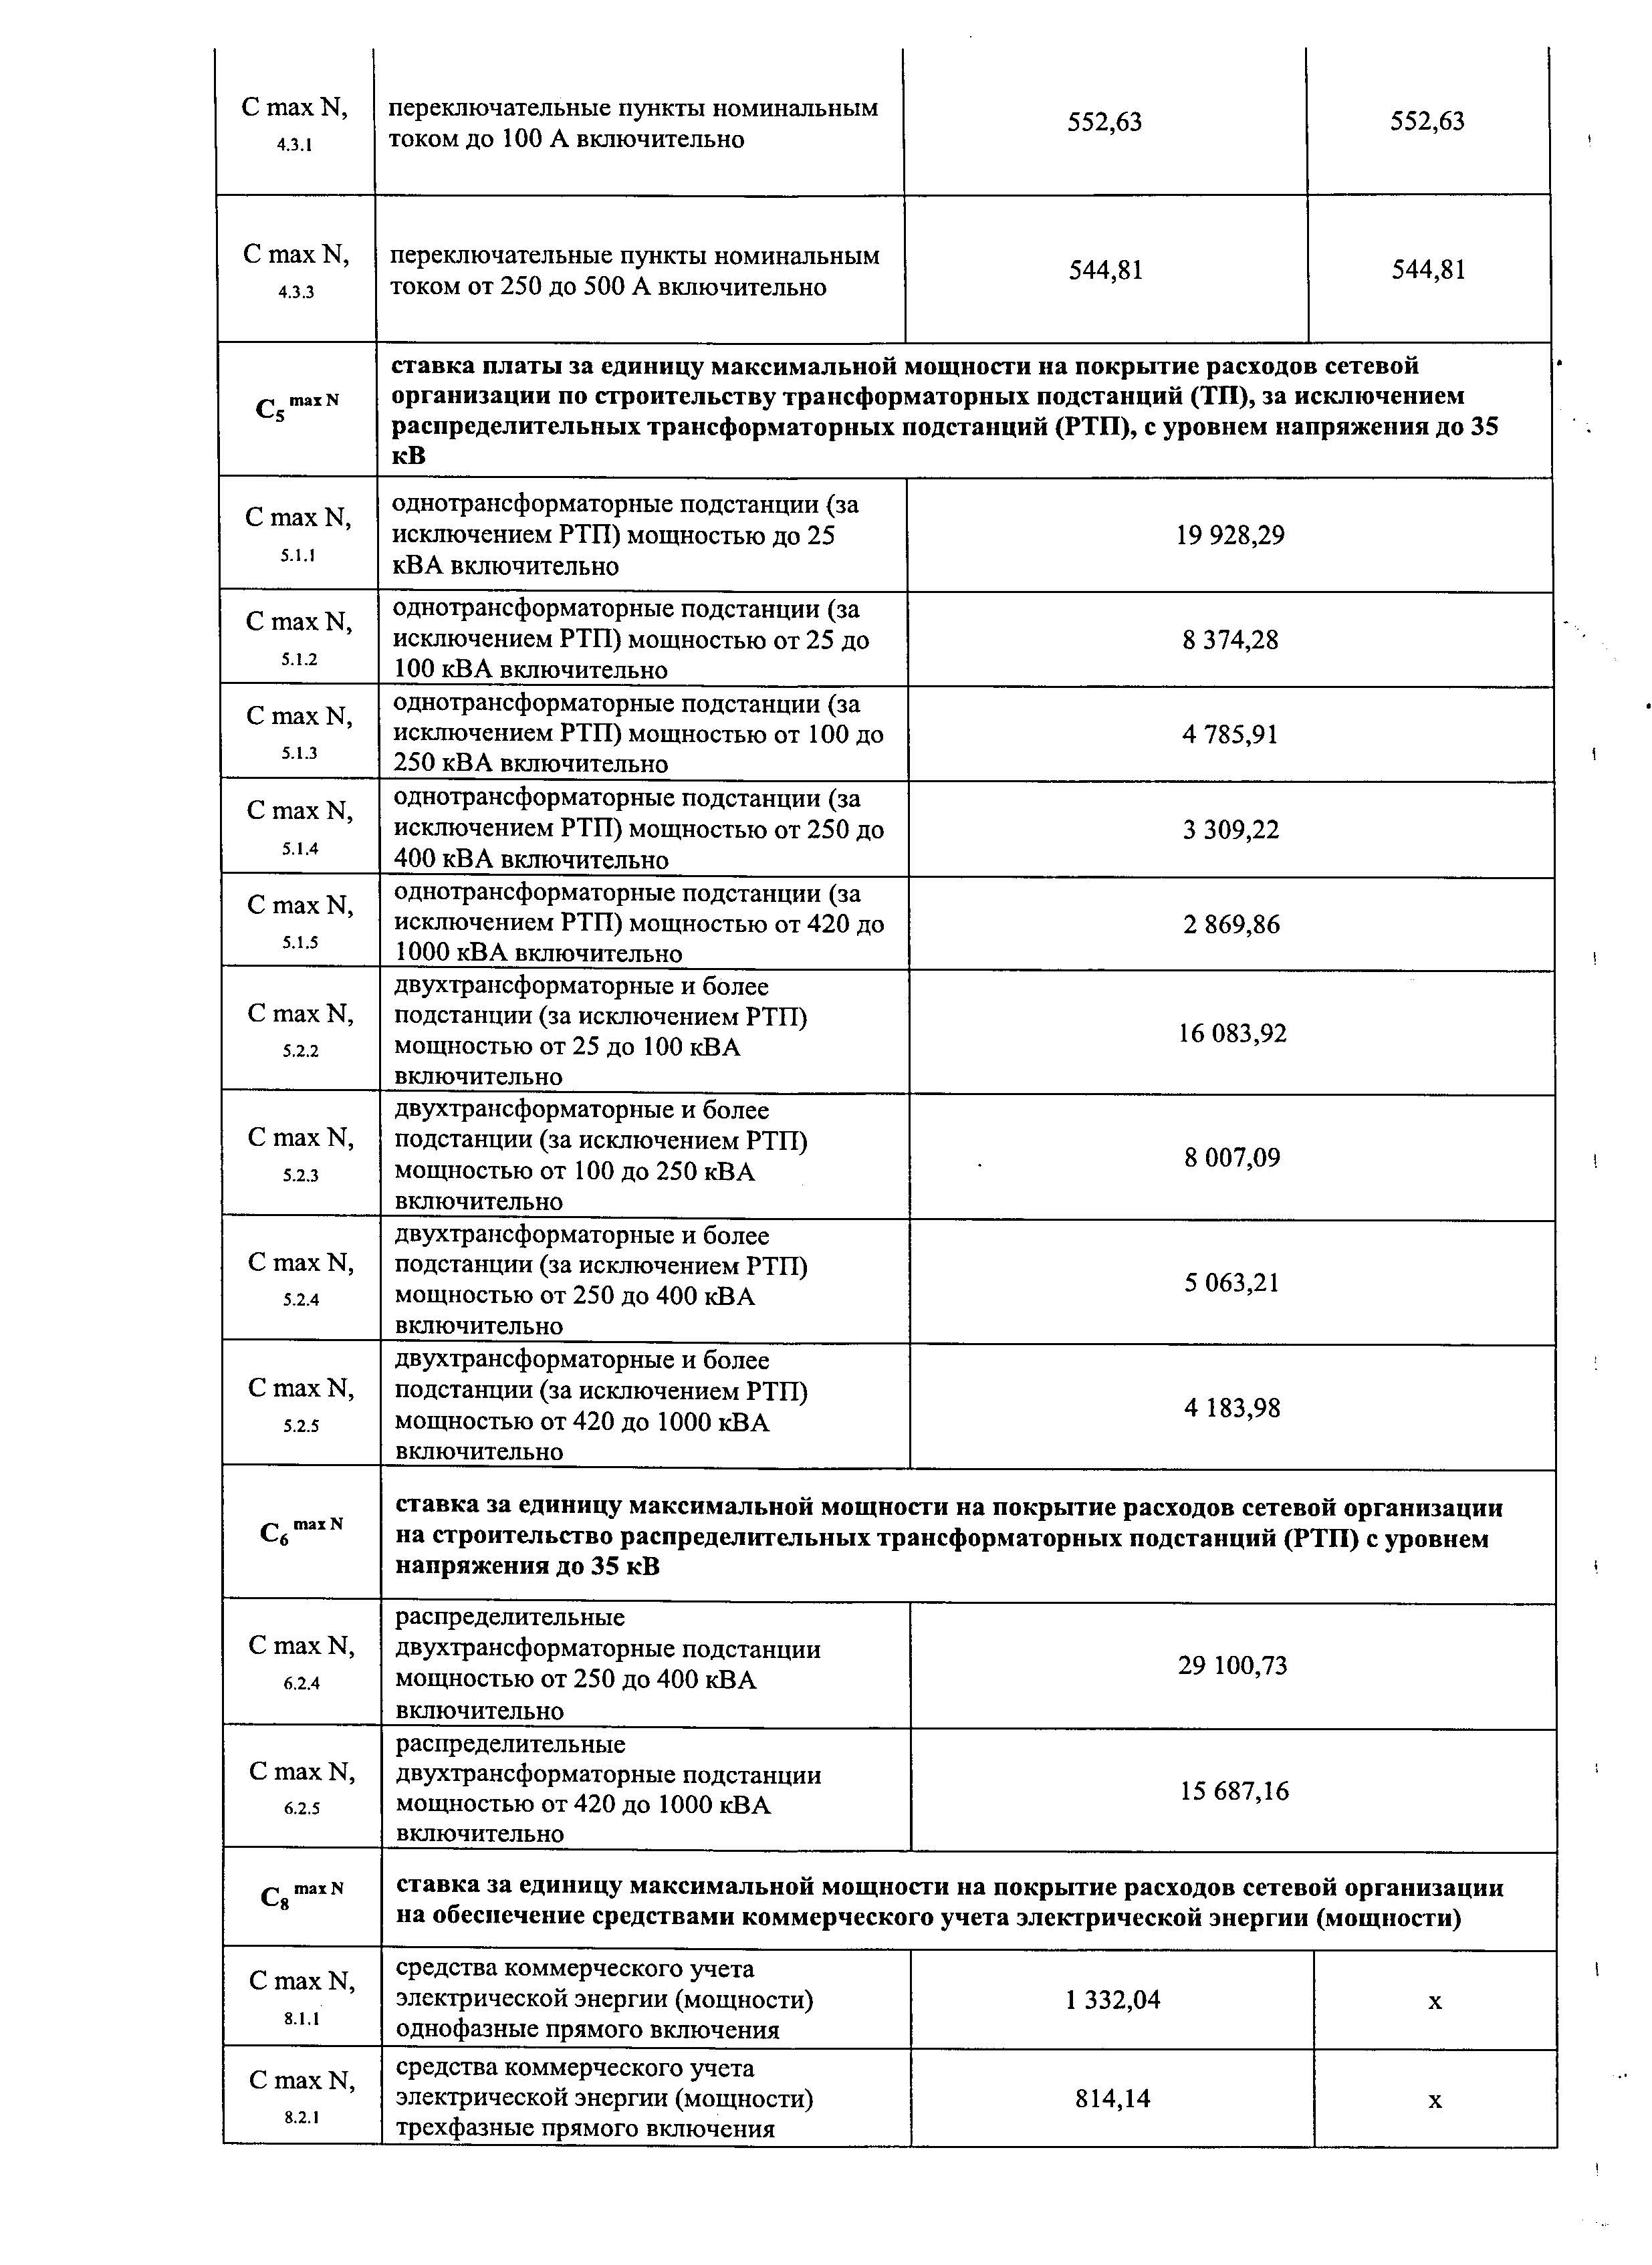 C max N,
4.3.1
переключательные пункты номинальным
током до 100 А включительно
552,63
552,63
C max N,
4.3.3
переключательные пункты номинальным
током от 250 до 500 А включительно
544,81
544,81
C5 max N
ставка платы за единицу максимальной мощности на покрытие расходов сетевой
организации по строительству трансформаторных подстанций (ТП), за исключением
распределительных трансформаторных подстанций (РТП), с уровнем напряжения до 35
кВ
C max N,
5.1.1
однотрансформаторные подстанции (за
исключением РТП) мощностью до 25
кВА включительно
19 928,29
C max N,
5.1.2
однотрансформаторные подстанции (за
исключением РТП) мощностью от 25 до
100 кВА включительно
8 374,28
C max N,
5.1.3
однотрансформаторные подстанции (за
исключением РТП) мощностью от 100 до
250 кВА включительно
4 785,91
C max N,
5.1.4
однотрансформаторные подстанции (за
исключением РТП) мощностью от 250 до
400 кВА включительно
3 309,22
C max N,
5.1.5
однотрансформаторные подстанции (за
исключением РТП) мощностью от 420 до
1000 кВА включительно
2 869,86
C max N,
5.2.2
двухтрансформаторные и более
подстанции (за исключением РТП)
мощностью от 25 до 100 кВА
включительно
16 083,92
C max N,
5.2.3
двухтрансформаторные и более
подстанции (за исключением РТП)
мощностью от 100 до 250 кВА
включительно
8 007,09
C max N,
5.2.4
двухтрансформаторные и более
подстанции (за исключением РТП)
мощностью от 250 до 400 кВА
включительно
5 063,21
C max N,
5.2.5
двухтрансформаторные и более
подстанции (за исключением РТП)
мощностью от 420 до 1000 кВА
включительно
4 183,98
C6 max N
ставка за единицу максимальной мощности на покрытие расходов сетевой организации
на строительство распределительных трансформаторных подстанций (РТП) с уровнем
напряжения до 35 кВ
C max N,
6.2.4
распределительные
двухтрансформаторные подстанции
мощностью от 250 до 400 кВА
включительно
29 100,73
C max N,
6.2.5
распределительные
двухтрансформаторные подстанции
мощностью от 420 до 1000 кВА
включительно
15 687,16
C8 max N
ставка за единицу максимальной мощности на покрытие расходов сетевой организации
на обеспечение средствами коммерческого учета электрической энергии (мощности)
C max N,
8.1.1
средства коммерческого учета
электрической энергии (мощности)
однофазные прямого включения
1 332,04
х
C max N,
8.2.1
средства коммерческого учета
электрической энергии (мощности)
трехфазные прямого включения
814,14
х